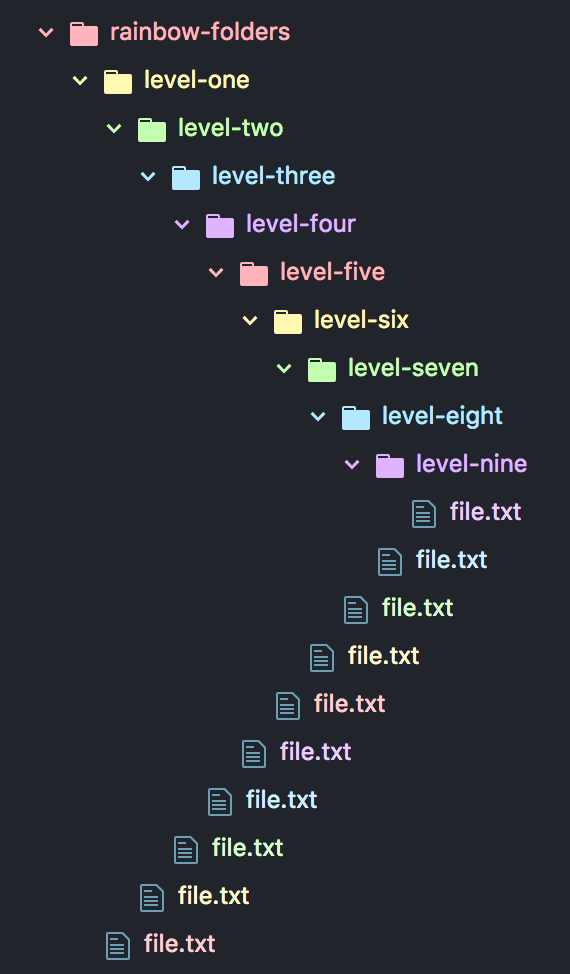 rainbow-folders
level-one
level-two
level-three
level-four
level-five
level-six
level-seven
level-eight
level-nine
file.txt
file.txt
file.txt
file.txt
file.txt
file.txt
file.txt
file.txt
file.txt
file.txt